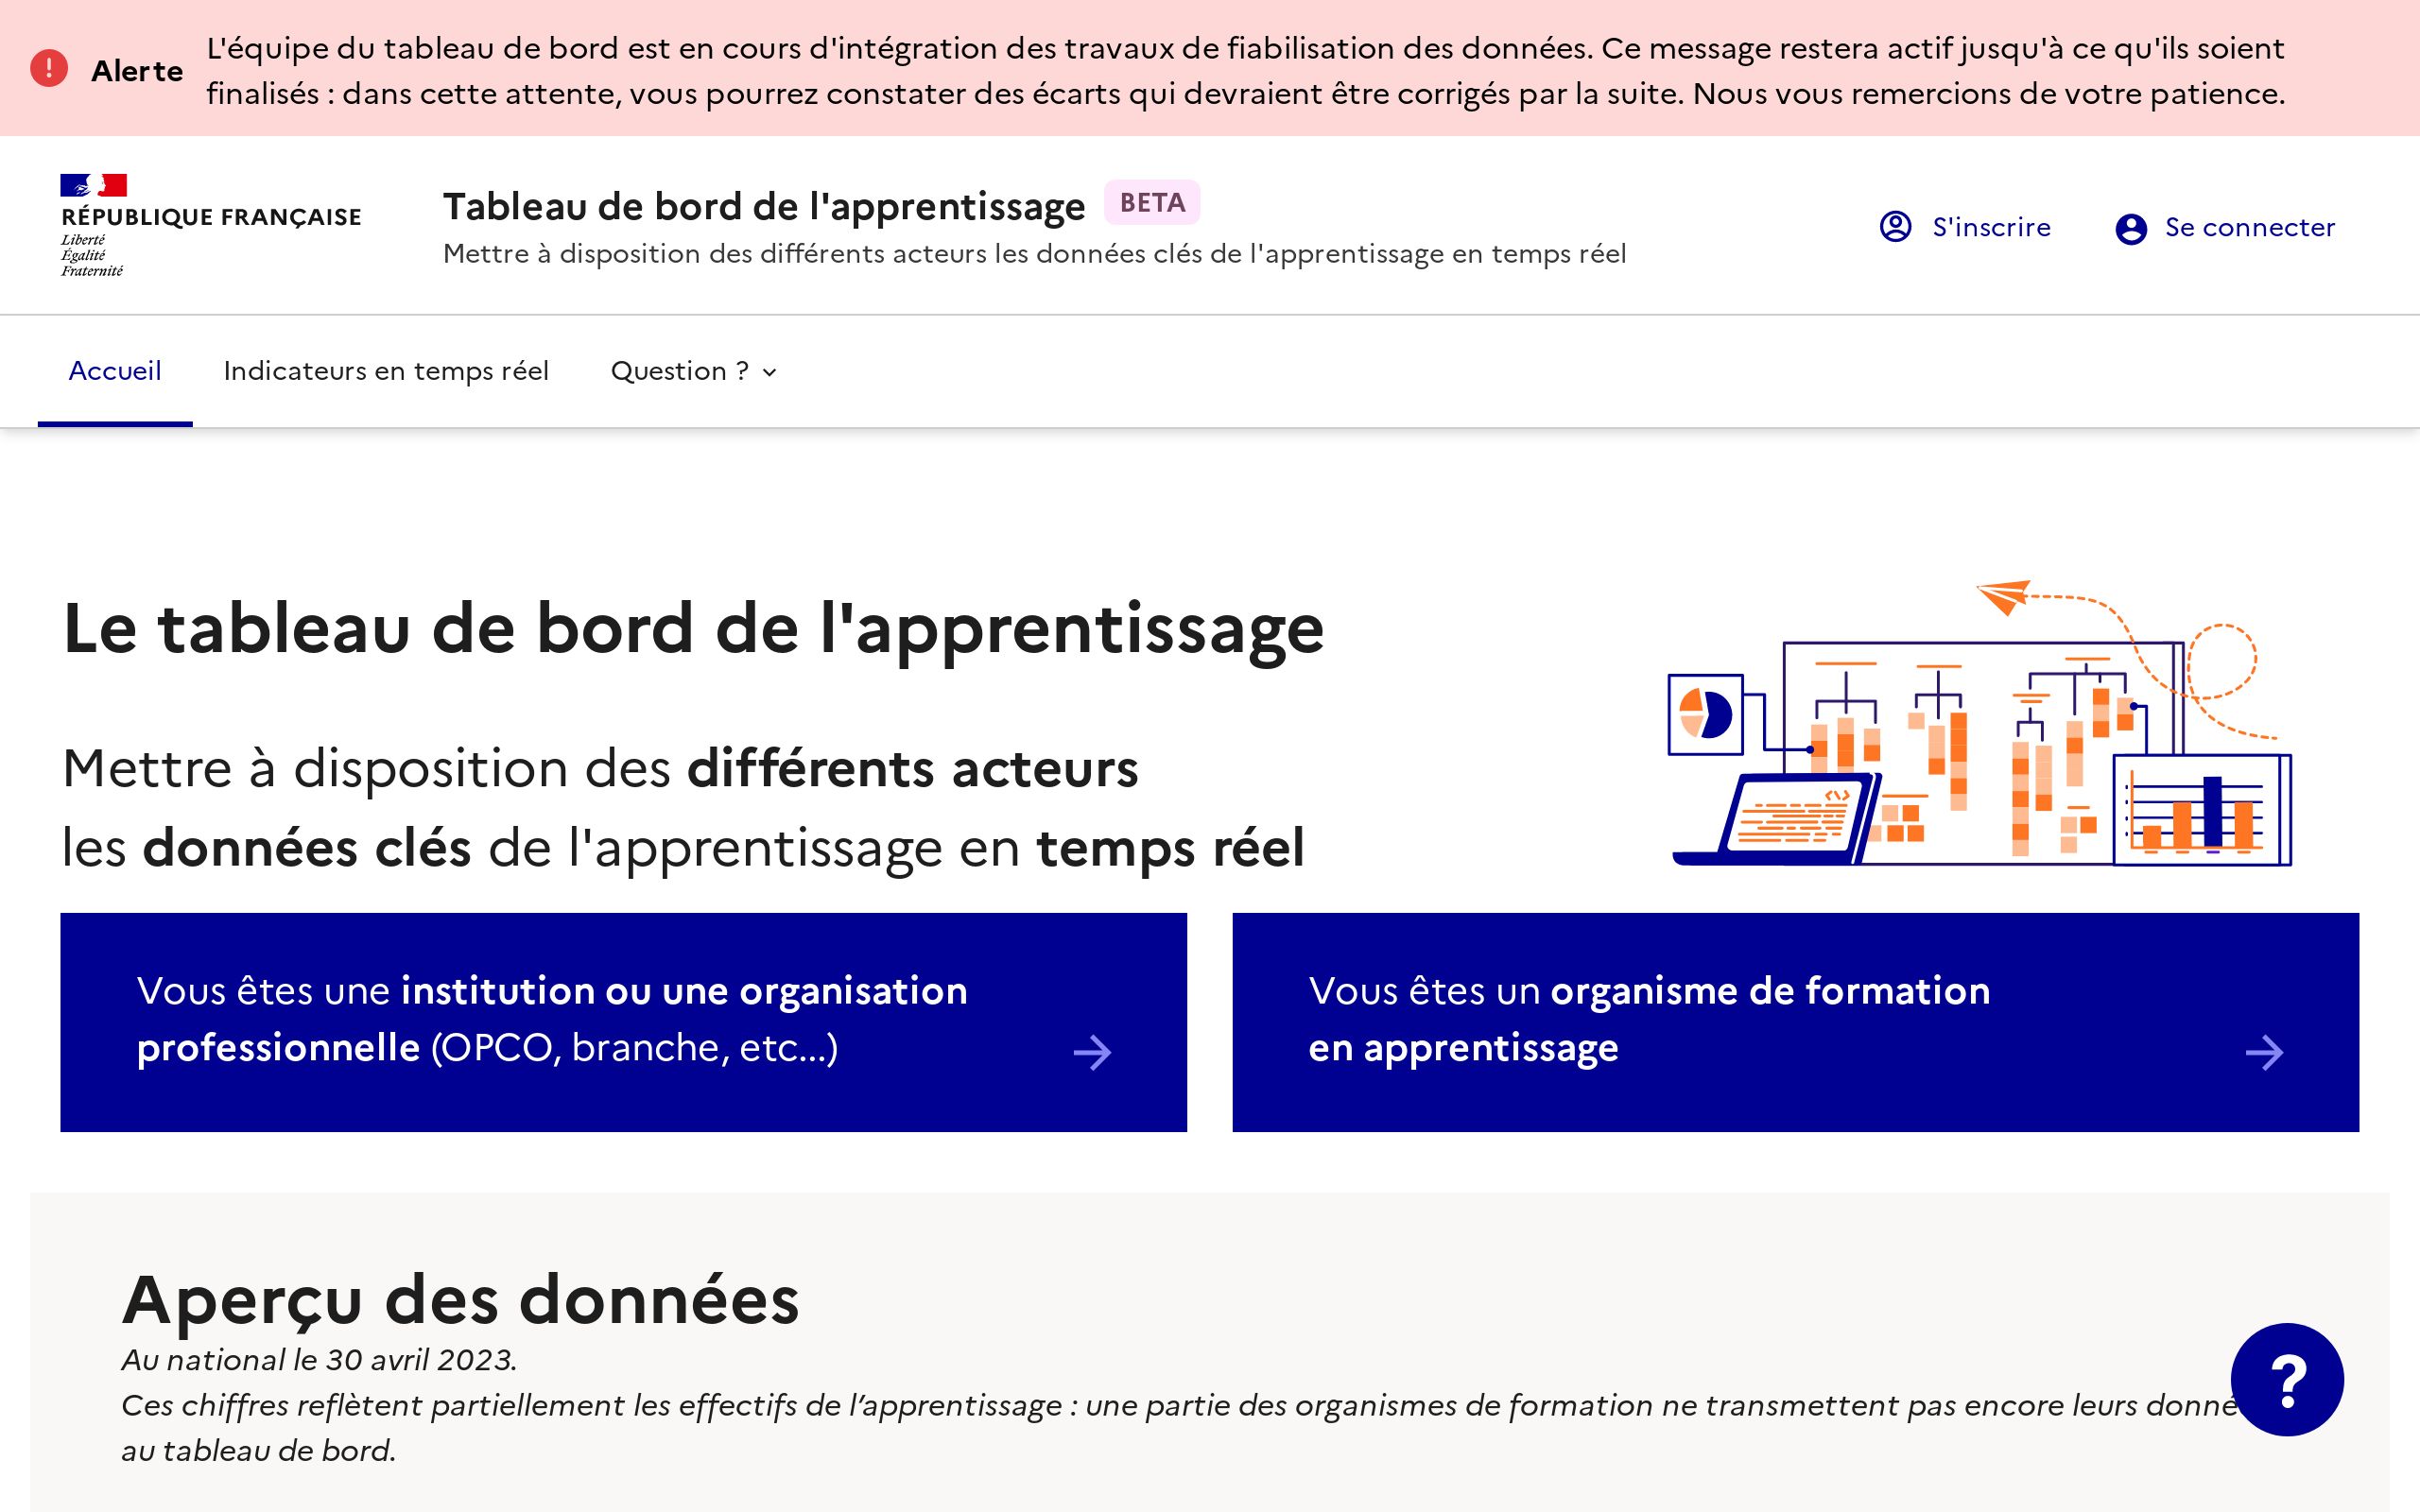 Alerte
L'équipe du tableau de bord est en cours d'intégration des travaux de fiabilisation des données. Ce message restera actif jusqu'à ce qu'ils soient
finalisés : dans cette attente, vous pourrez constater des écarts qui devraient être corrigés par la suite. Nous vous remercions de votre patience.
RÉPUBLIQUE FRANÇAISE
Liberté
Égalité
Fraternité
Tableau de bord de l'apprentissage BETA
Mettre à disposition des différents acteurs les données clés de l'apprentissage en temps réel
S'inscrire
Se connecter
Accueil
Indicateurs en temps réel
Question ?
Le tableau de bord de l'apprentissage
Mettre à disposition des différents acteurs
les données clés de l'apprentissage en temps réel
Vous êtes une institution ou une organisation
professionnelle (OPCO, branche, etc...)
Vous êtes un organisme de formation
en apprentissage
Aperçu des données
Au national le 30 avril 2023.
Ces chiffres reflètent partiellement les effectifs de l’apprentissage : une partie des organismes de formation ne transmettent pas encore leurs
au tableau de bord.
?